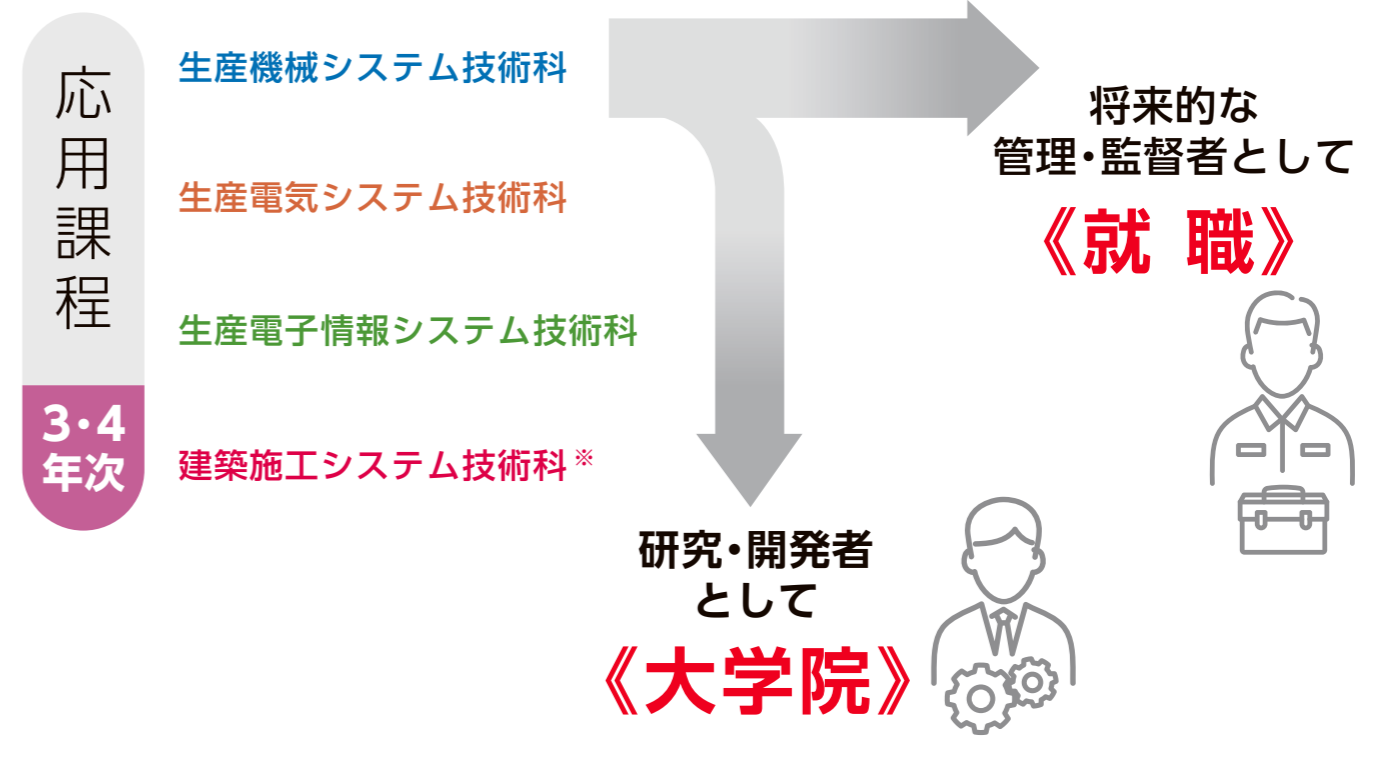 応用課程
3・4
年次
生産機械システム技術科
生産電気システム技術科
生産電子情報システム技術科
建築施工システム技術科※
将来的な
管理・監督者として
《就 職》
研究・開発者
として
《大学院》